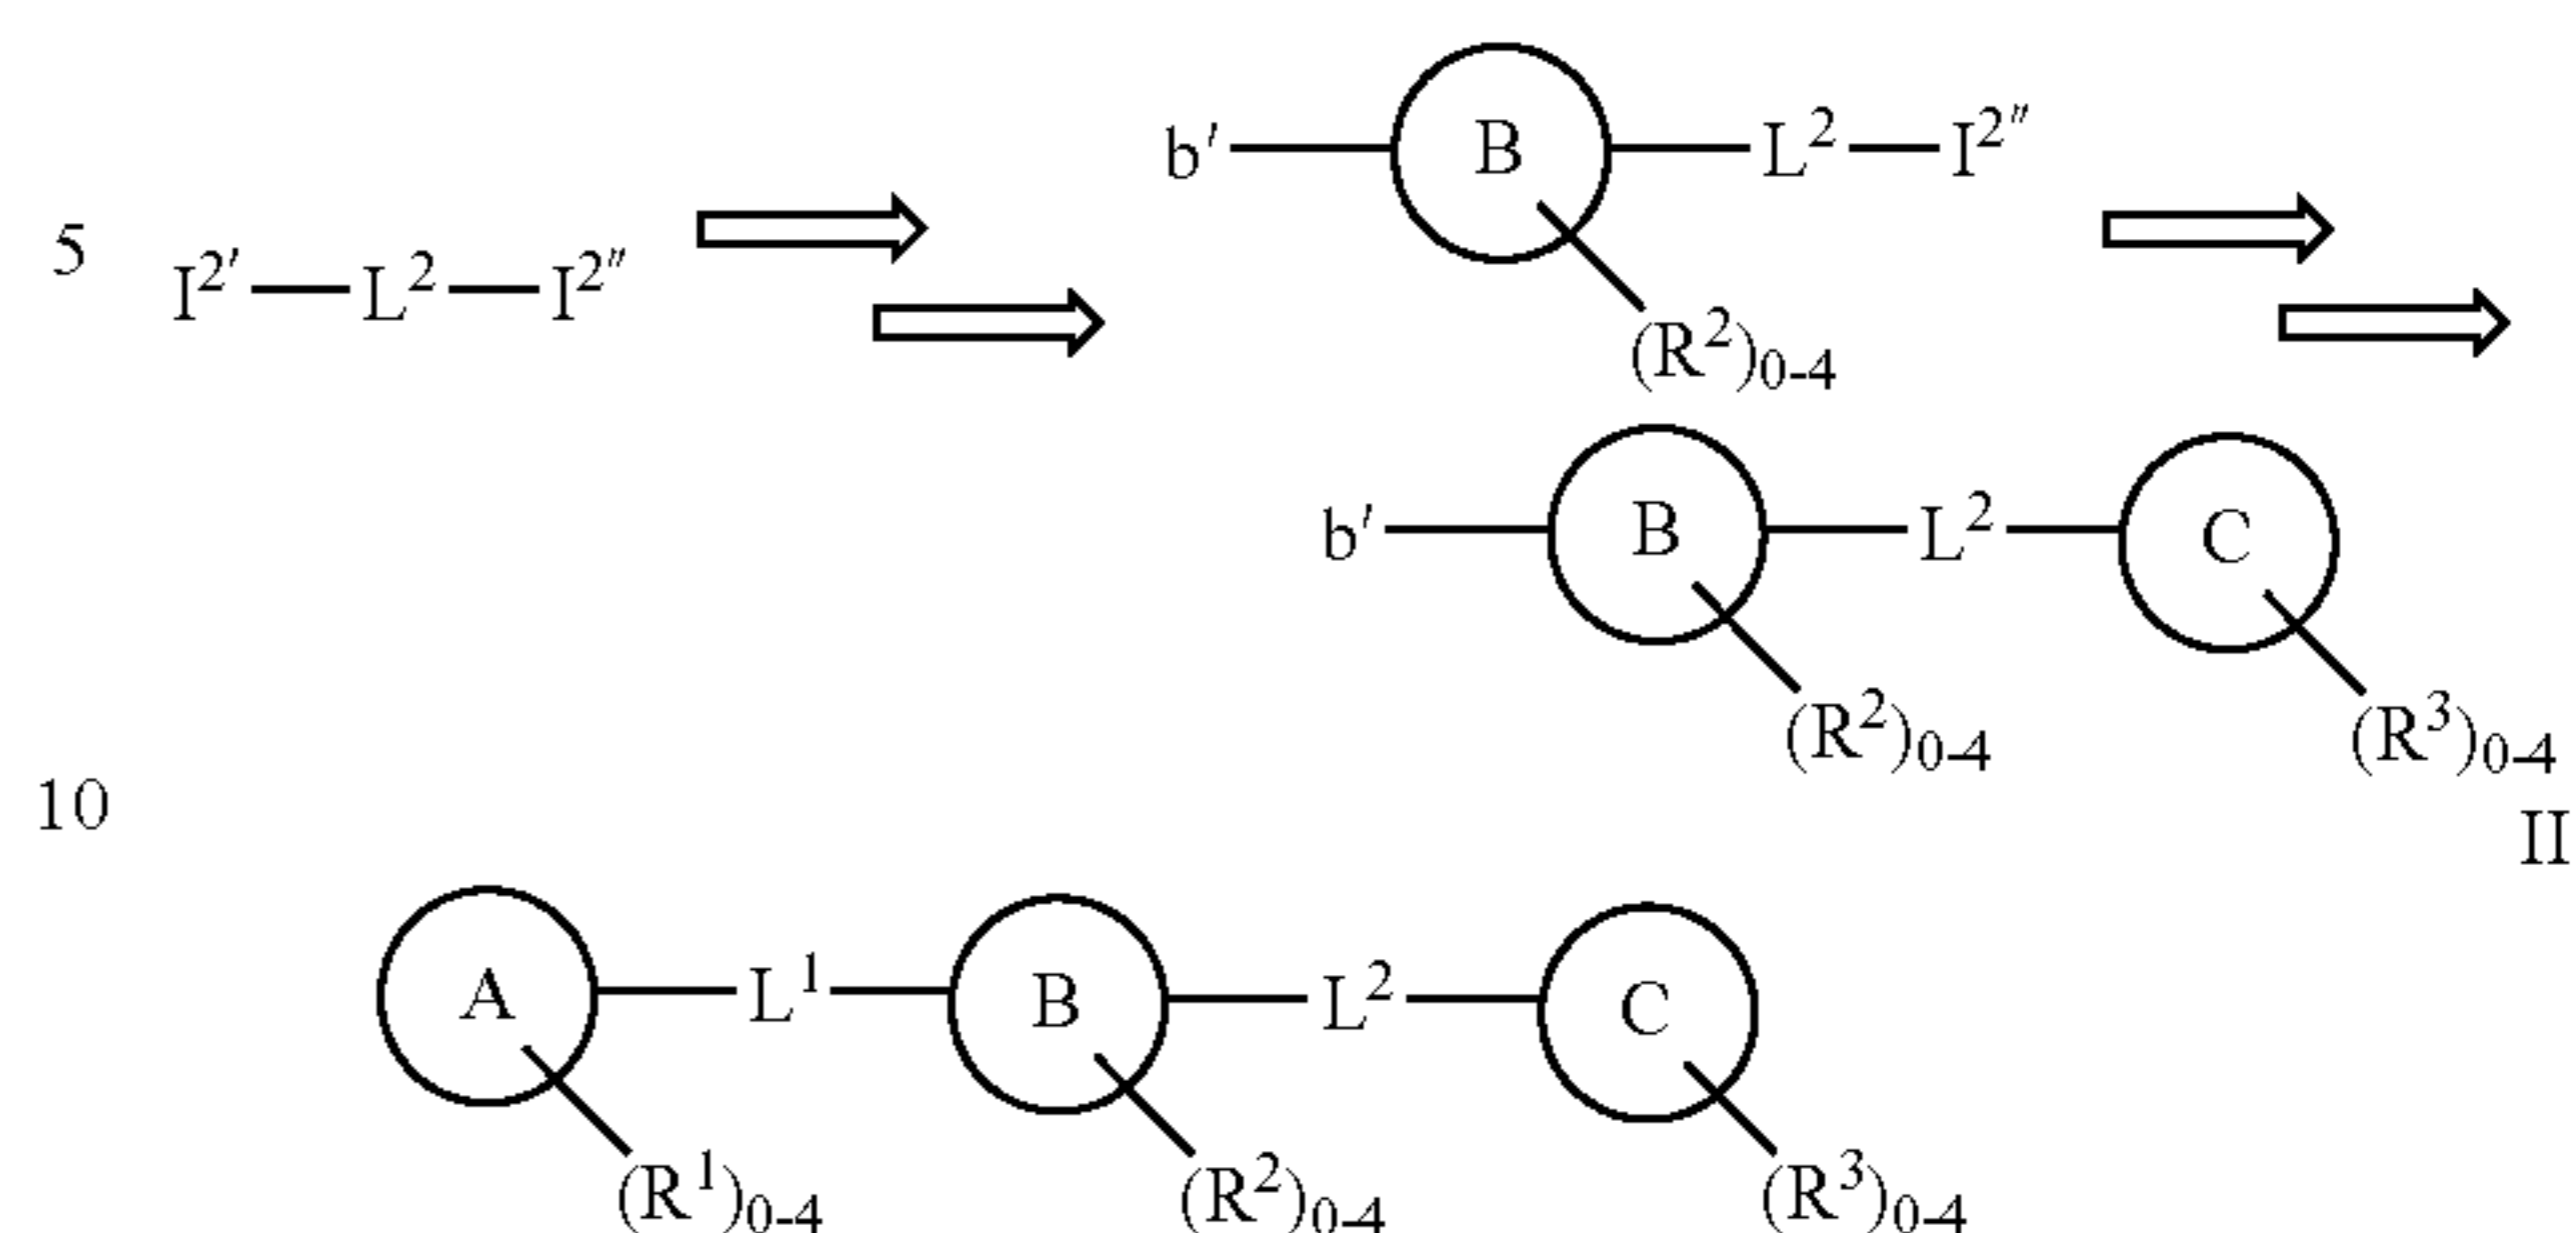 b′ B L²—I²″
5 I²′—L²—I²″
(R²)₀₋₄
b′ B L² C
(R²)₀₋₄ (R³)₀₋₄
10 II
A L¹ B L² C
(R¹)₀₋₄ (R²)₀₋₄ (R³)₀₋₄